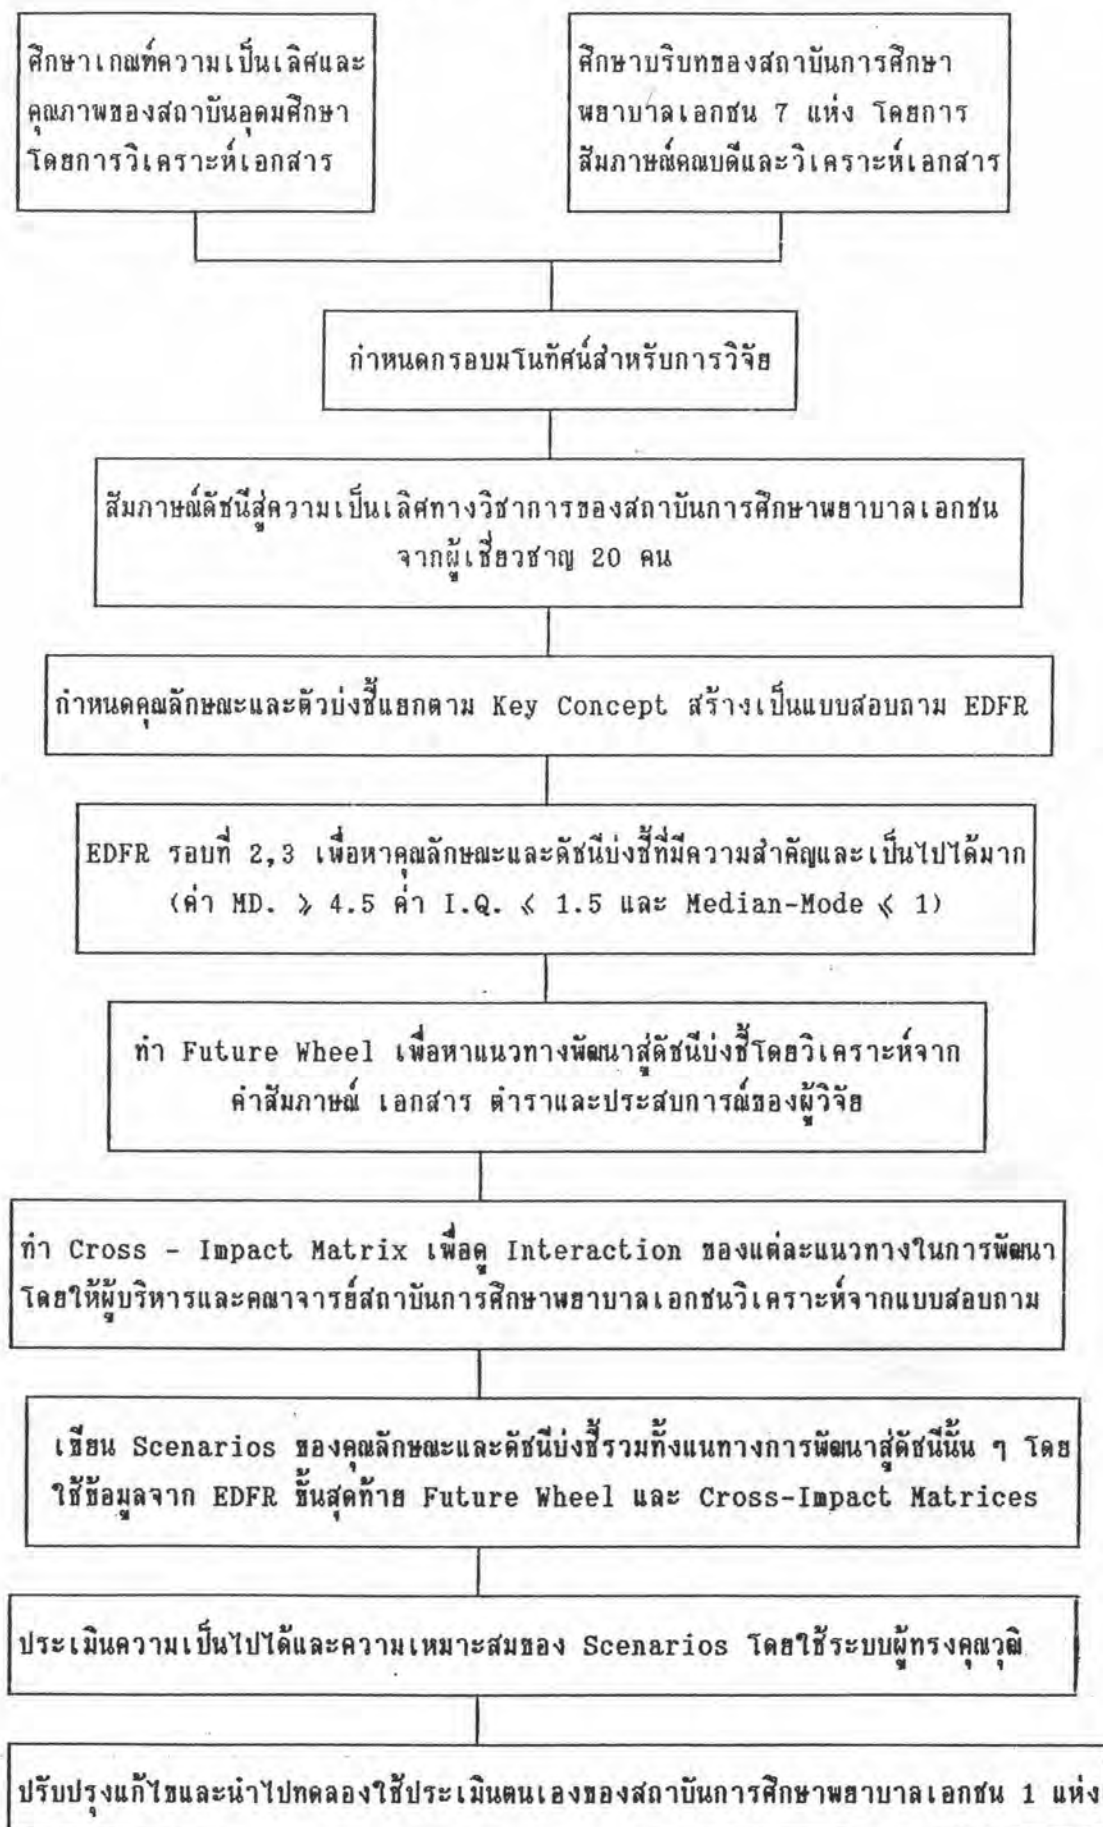 ศึกษาเกณฑ์ความเป็นเลิศและ
คุณภาพของสถาบันอุดมศึกษา
โดยการวิเคราะห์เอกสาร
ศึกษาบริบทของสถาบันการศึกษา
พยาบาลเอกชน 7 แห่ง โดยการ
สัมภาษณ์คณบดีและวิเคราะห์เอกสาร
กำหนดกรอบมโนทัศน์สำหรับการวิจัย
สัมภาษณ์ดัชนีสู่ความเป็นเลิศทางวิชาการของสถาบันการศึกษาพยาบาลเอกชน
จากผู้เชี่ยวชาญ 20 คน
กำหนดคุณลักษณะและตัวบ่งชี้แยกตาม Key Concept สร้างเป็นแบบสอบถาม EDFR
EDFR รอบที่ 2,3 เพื่อหาคุณลักษณะและดัชนีบ่งชี้ที่มีความสำคัญและเป็นไปได้มาก
(ค่า MD. ⩾ 4.5 ค่า I.Q. ⩽ 1.5 และ Median-Mode ⩽ 1)
ทำ Future Wheel เพื่อหาแนวทางพัฒนาสู่ดัชนีบ่งชี้โดยวิเคราะห์จาก
คำสัมภาษณ์ เอกสาร ตำราและประสบการณ์ของผู้วิจัย
ทำ Cross - Impact Matrix เพื่อดู Interaction ของแต่ละแนวทางในการพัฒนา
โดยให้ผู้บริหารและคณาจารย์สถาบันการศึกษาพยาบาลเอกชนวิเคราะห์จากแบบสอบถาม
เขียน Scenarios ของคุณลักษณะและดัชนีบ่งชี้รวมทั้งแนทางการพัฒนาสู่ดัชนีนั้น ๆ โดย
ใช้ข้อมูลจาก EDFR ขั้นสุดท้าย Future Wheel และ Cross-Impact Matrices
ประเมินความเป็นไปได้และความเหมาะสมของ Scenarios โดยใช้ระบบผู้ทรงคุณวุฒิ
ปรับปรุงแก้ไขและนำไปทดลองใช้ประเมินตนเองของสถาบันการศึกษาพยาบาลเอกชน 1 แห่ง